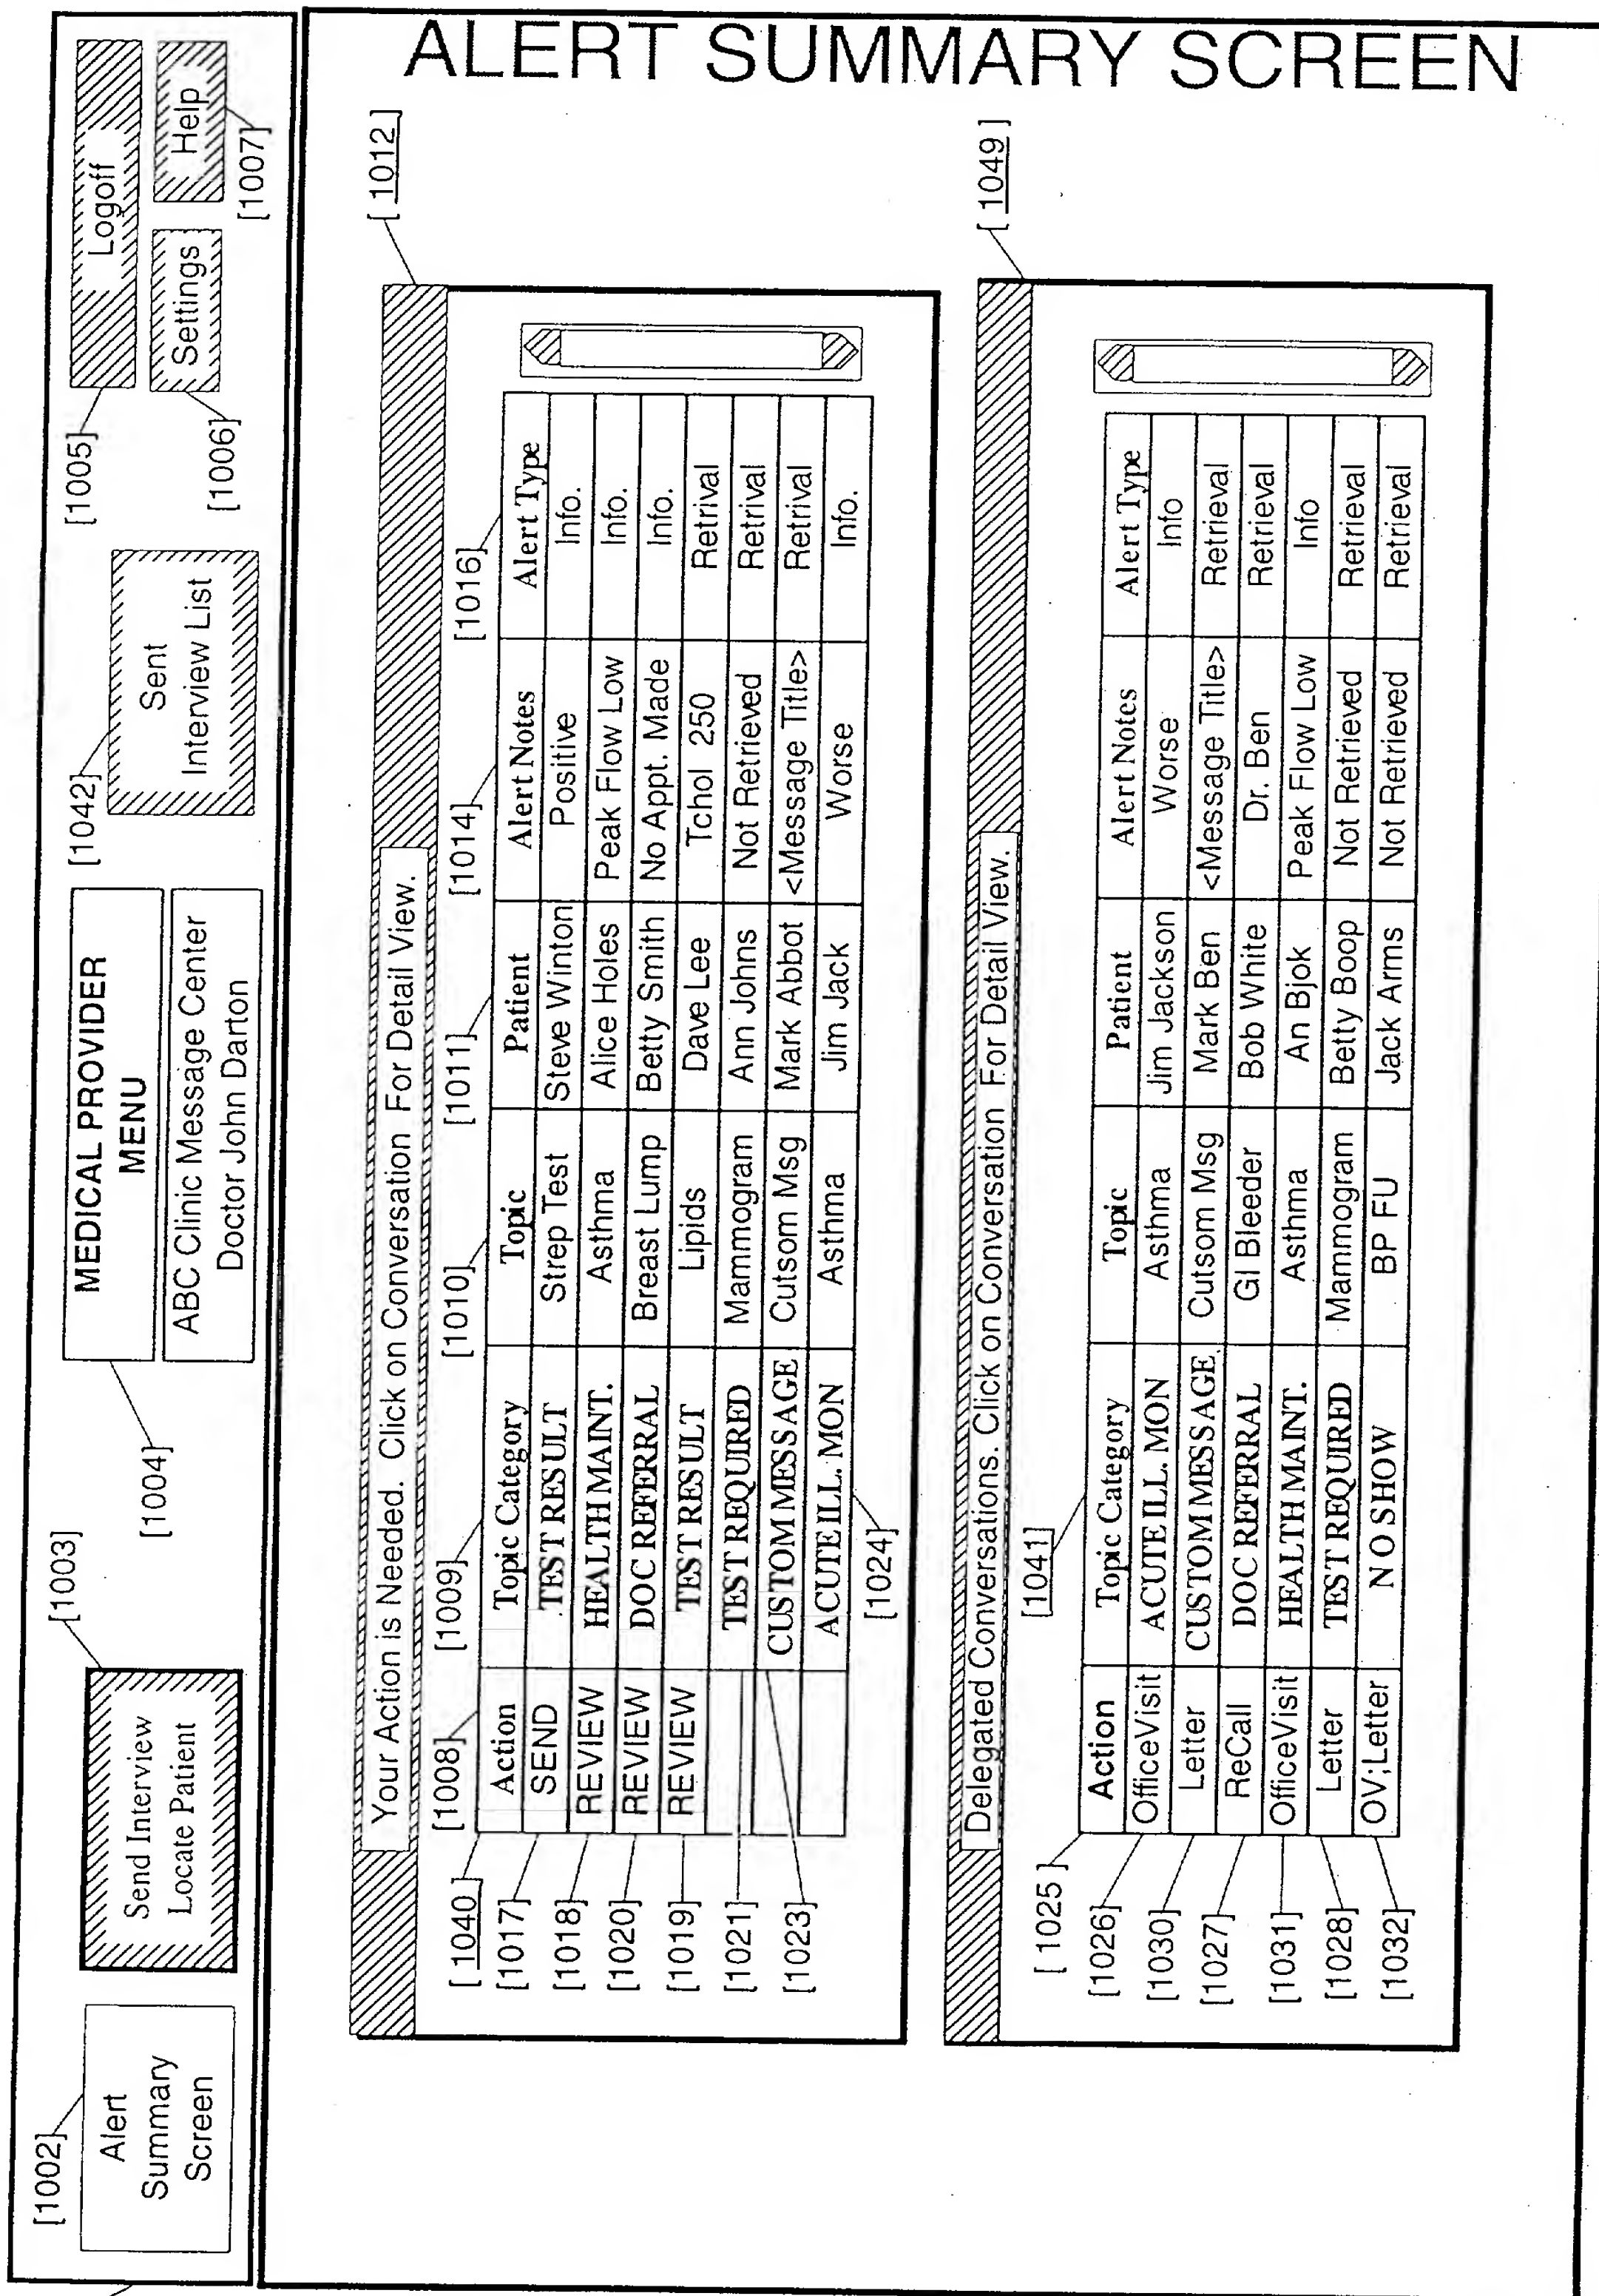 [1002]
Alert
Summary
Screen
[1003]
Send Interview
Locate Patient
[1004]
MEDICAL PROVIDER
MENU
ABC Clinic Message Center
Doctor John Darton
[1042]
Sent
Interview List
[1005]
Logoff
[1006]
Settings
Help
[1007]
Your Action is Needed. Click on Conversation For Detail View.
[1012]
[1040]
[1008]
[1009]
[1010]
[1011]
[1014]
[1016]
Action Topic Category Topic Patient Alert Notes Alert Type
[1017] SEND TEST RESULT Strep Test Steve Winton Positive Info.
[1018] REVIEW HEALTH MAINT. Asthma Alice Holes Peak Flow Low Info.
[1020] REVIEW DOC REFERRAL Breast Lump Betty Smith No Appt. Made Info.
[1019] REVIEW TEST RESULT Lipids Dave Lee Tchol 250 Retrival
[1021] TEST REQUIRED Mammogram Ann Johns Not Retrieved Retrival
[1023] CUSTOM MESSAGE Cutsom Msg Mark Abbot <Message Title> Retrival
ACUTE ILL. MON Asthma Jim Jack Worse Info.
[1024]
Delegated Conversations. Click on Conversation For Detail View.
[1049]
[1025]
[1041]
Action Topic Category Topic Patient Alert Notes Alert Type
[1026] OfficeVisit ACUTE ILL. MON Asthma Jim Jackson Worse Info
[1030] Letter CUSTOM MESSAGE Cutsom Msg Mark Ben <Message Title> Retrieval
[1027] ReCall DOC REFERRAL GI Bleeder Bob White Dr. Ben Retrieval
[1031] OfficeVisit HEALTH MAINT. Asthma An Bjok Peak Flow Low Info
[1028] Letter TEST REQUIRED Mammogram Betty Boop Not Retrieved Retrieval
[1032] OV;Letter NO SHOW BP FU Jack Arms Not Retrieved Retrieval
ALERT SUMMARY SCREEN